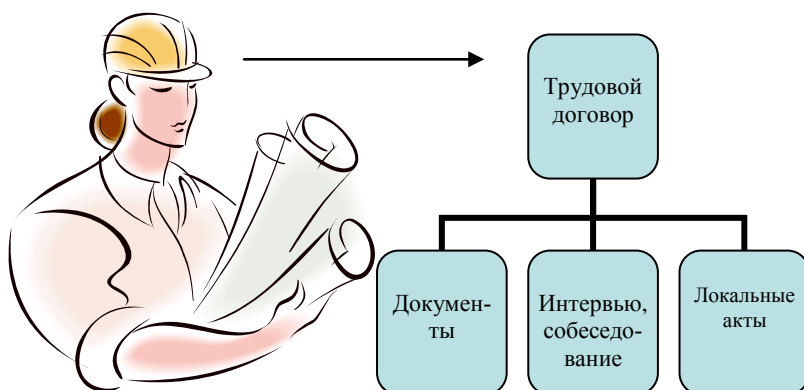 Трудовой
договор
Докумен-
ты
Интервью,
собеседо-
вание
Локальные
акты